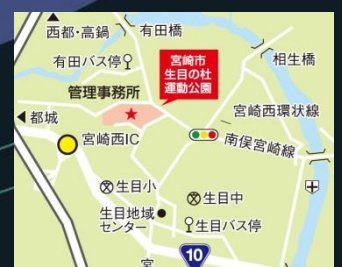 西都・高鍋
有田橋
有田バス停
宮崎市
生目の杜
運動公園
相生橋
管理事務所
宮崎西環状線
都城
宮崎西IC
南俣宮崎線
生目小
生目中
生目地域
センター
生目バス停
10
宮